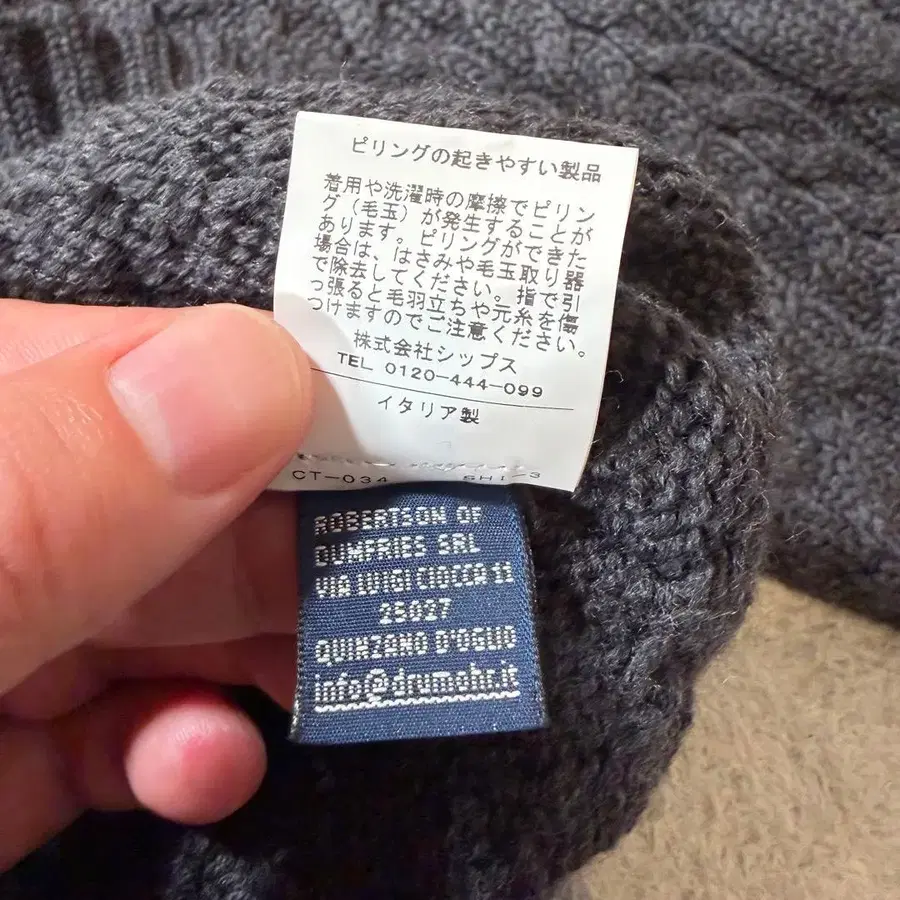 ピリングの起きやすい製品
着用や洗濯時の摩擦でピリン
グ（毛玉）が発生することが
あります。ピリングができた
場合は、はさみや毛玉取り器
で除去してください。指で引
っ張ると毛羽立ちや元糸を傷
つけますのでご注意ください。
株式会社シップス
TEL 0120-444-099
イタリア製
CT-034 SHI/3
ROBERTSON OF
DUMFRIES SRL
VIA LUIGI CIOCCA 11
25027
QUINZANO D'OGLIO
info@drumohr.it